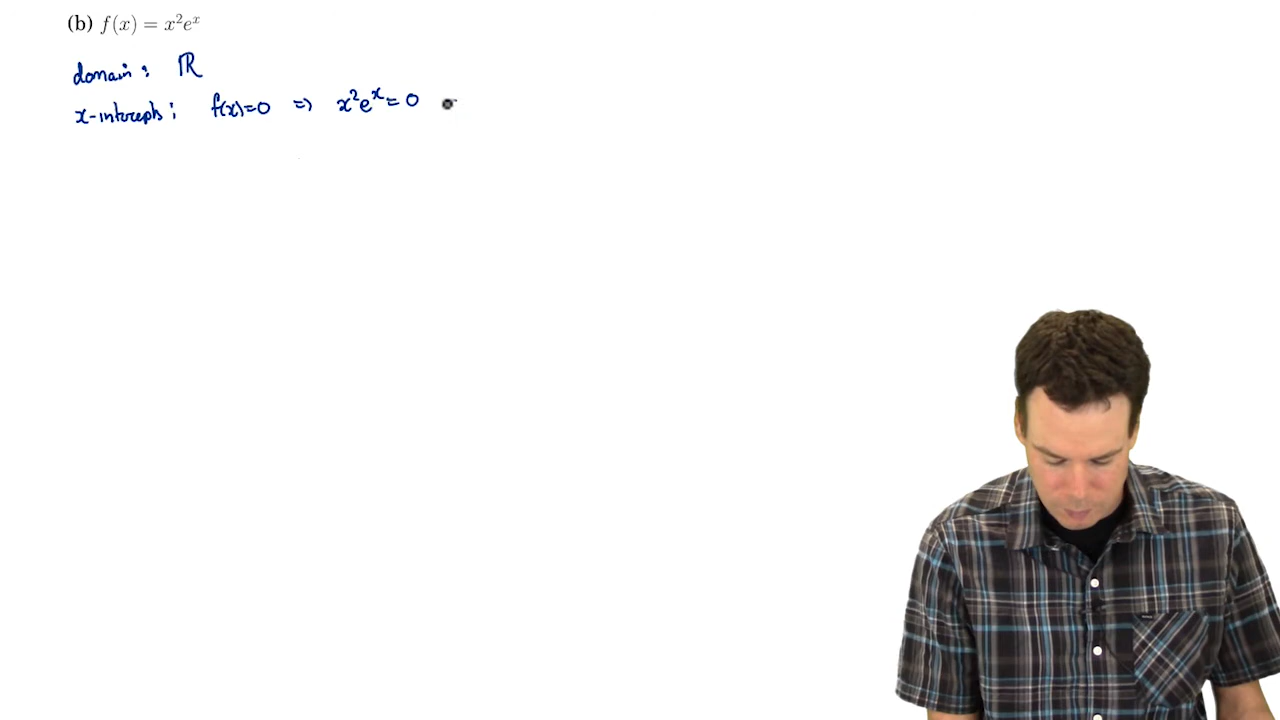 (b) f(x) = x²eˣ
domain : ℝ
x-intercepts : f(x)=0 ⇒ x²eˣ = 0